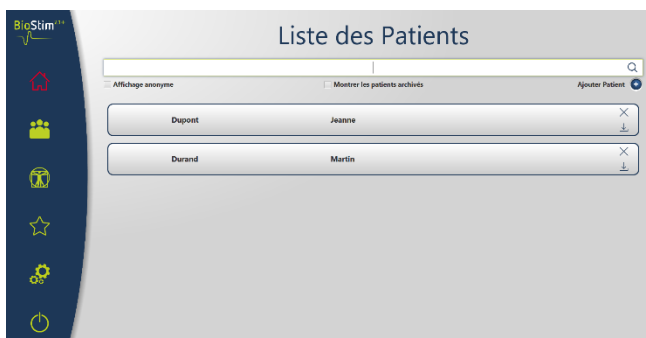 BioStim
Liste des Patients
Affichage anonyme
Montrer les patients archivés
Ajouter Patient
Dupont Jeanne
Durand Martin